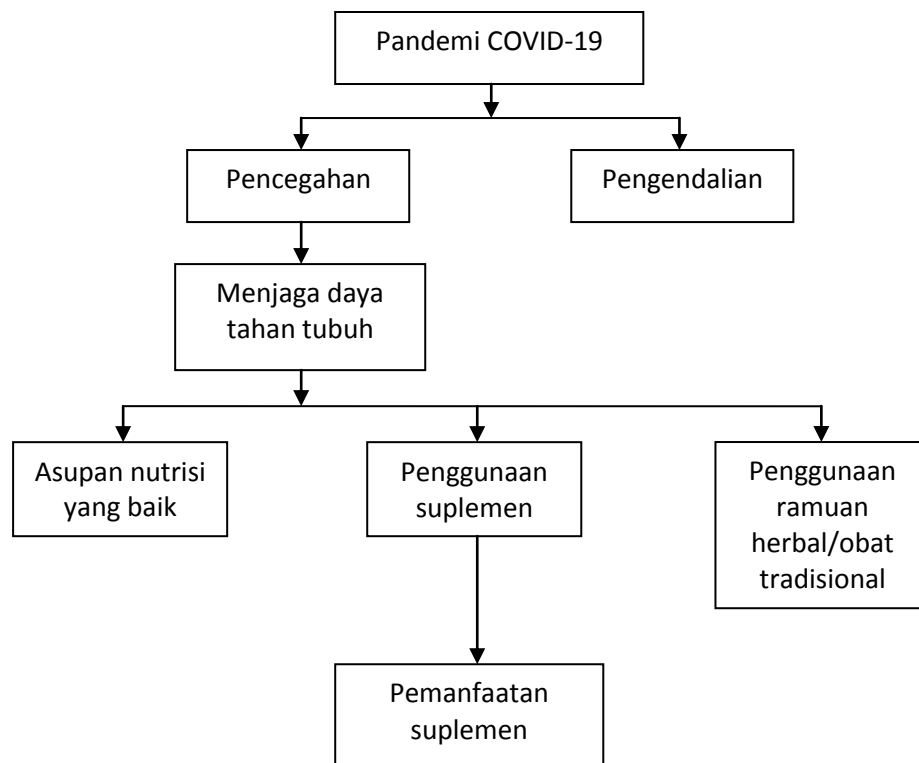 Pandemi COVID-19
Pencegahan
Pengendalian
Menjaga daya
tahan tubuh
Asupan nutrisi
yang baik
Penggunaan
suplemen
Penggunaan
ramuan
herbal/obat
tradisional
Pemanfaatan
suplemen